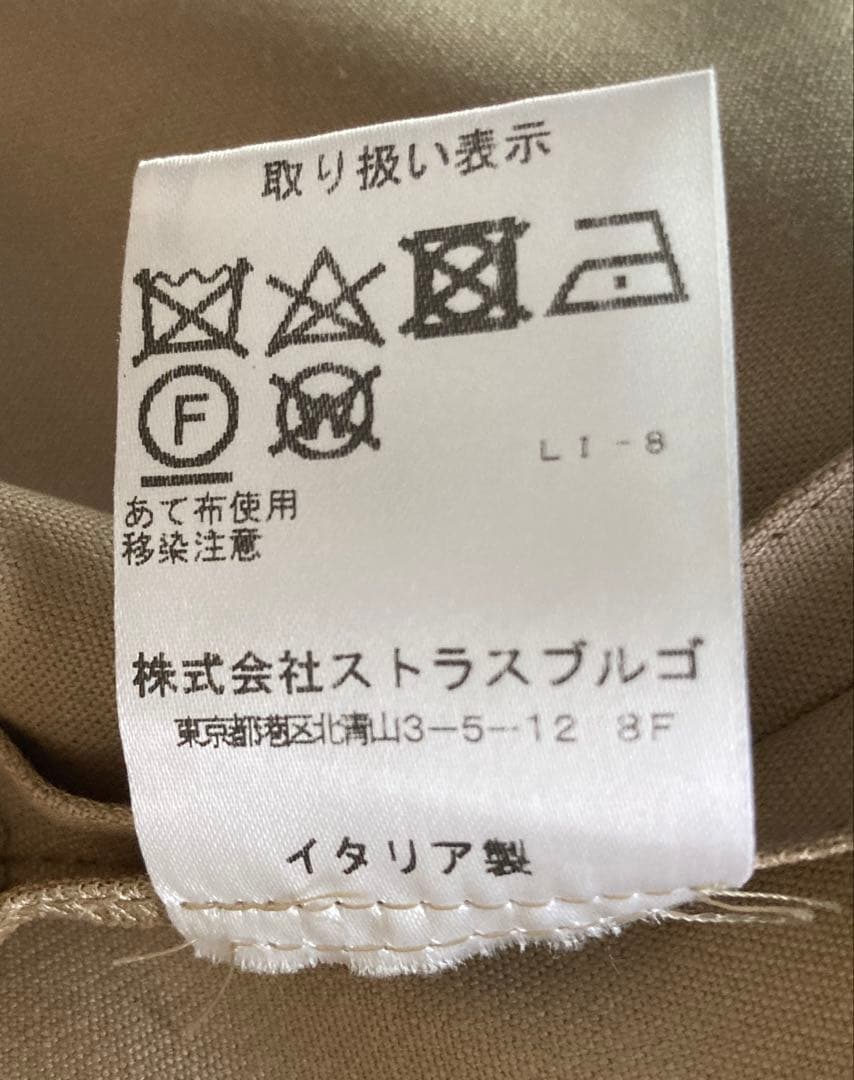 取り扱い表示
F W
LI-8
あて布使用
移染注意
株式会社ストラスブルゴ
東京都港区北青山3-5-12 8F
イタリア製